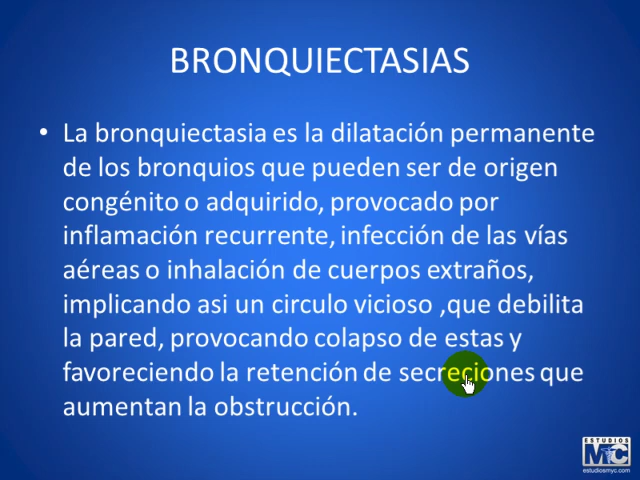 BRONQUIECTASIAS
• La bronquiectasia es la dilatación permanente
de los bronquios que pueden ser de origen
congénito o adquirido, provocado por
inflamación recurrente, infección de las vías
aéreas o inhalación de cuerpos extraños,
implicando asi un circulo vicioso ,que debilita
la pared, provocando colapso de estas y
favoreciendo la retención de secreciones que
aumentan la obstrucción.
ESTUDIOS
MyC
estudiosmyc.com